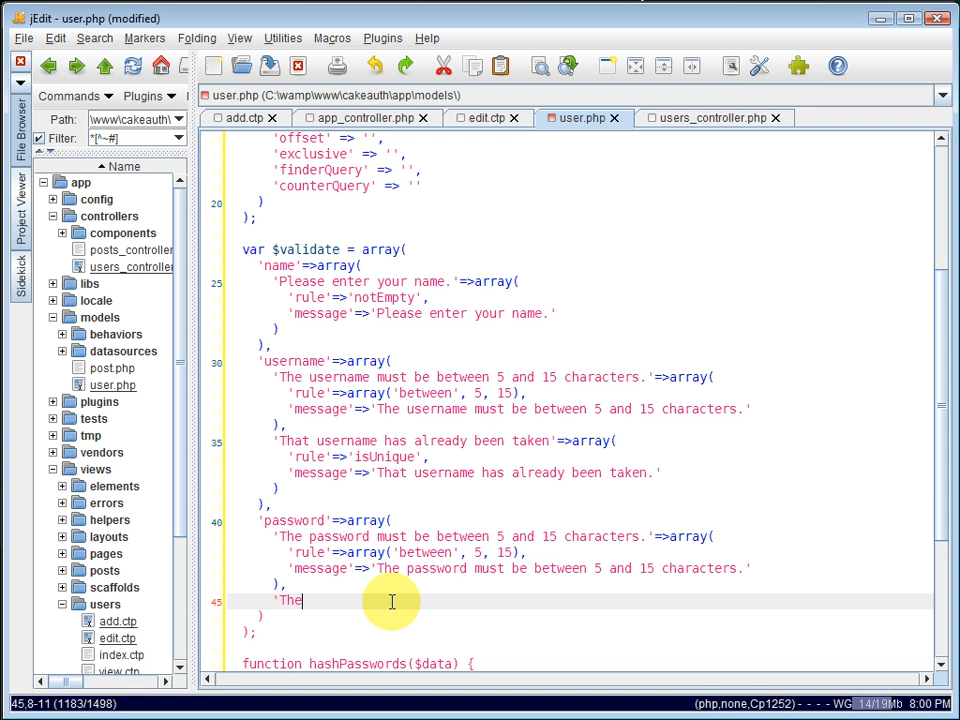 jEdit - user.php (modified)
File Edit Search Markers Folding View Utilities Macros Plugins Help
Commands Plugins
Path: \www\cakeauth\
Filter: *[^~#]
File Browser
Project Viewer
Sidekick
Name
app
config
controllers
components
posts_controller
users_controller
libs
locale
models
behaviors
datasources
post.php
user.php
plugins
tests
tmp
vendors
views
elements
errors
helpers
layouts
pages
posts
scaffolds
users
add.ctp
edit.ctp
index.ctp
view.ctp
user.php (C:\wamp\www\cakeauth\app\models\)
add.ctp app_controller.php edit.ctp user.php users_controller.php
'offset' => '',
'exclusive' => '',
'finderQuery' => '',
'counterQuery' => ''
20 )
);
var $validate = array(
'name'=>array(
25 'Please enter your name.'=>array(
'rule'=>'notEmpty',
'message'=>'Please enter your name.'
)
),
30 'username'=>array(
'The username must be between 5 and 15 characters.'=>array(
'rule'=>array('between', 5, 15),
'message'=>'The username must be between 5 and 15 characters.'
),
35 'That username has already been taken'=>array(
'rule'=>'isUnique',
'message'=>'That username has already been taken.'
)
),
40 'password'=>array(
'The password must be between 5 and 15 characters.'=>array(
'rule'=>array('between', 5, 15),
'message'=>'The password must be between 5 and 15 characters.'
),
45 'The
)
);
function hashPasswords($data) {
45,8-11 (1183/1498) (php,none,Cp1252) - - - - WG 14/19Mb 8:00 PM